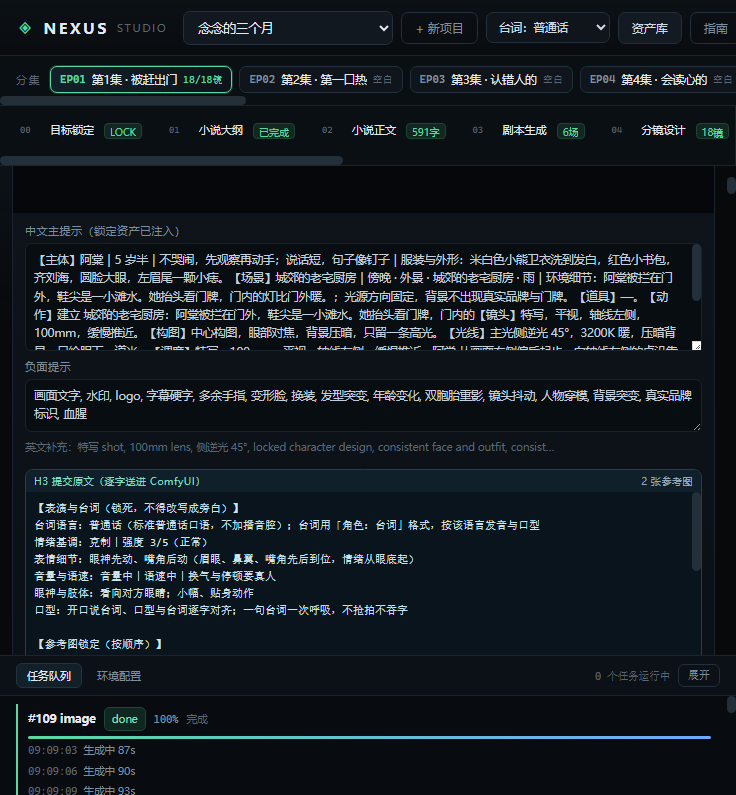 NEXUS STUDIO 念念的三个月 + 新项目 台词: 普通话 资产库 指南
分集 EP01 第1集 · 被赶出门 18/18镜 EP02 第2集 · 第一口热 空白 EP03 第3集 · 认错人的 空白 EP04 第4集 · 会读心的 空白
00 目标锁定 LOCK 01 小说大纲 已完成 02 小说正文 591字 03 剧本生成 6场 04 分镜设计 18镜
中文主提示（锁定资产已注入）
【主体】阿棠 | 5 岁半 | 不哭闹，先观察再动手；说话短，句子像钉子 | 服装与外形：米白色小熊卫衣洗到发白，红色小书包，
齐刘海，圆脸大眼，左眉尾一颗小痣。【场景】城郊的老宅厨房 | 傍晚 · 外景 · 城郊的老宅厨房 · 雨 | 环境细节：阿棠被拦在门
外，鞋尖是一小滩水。她抬头看门牌，门内的灯比门外暖。；光源方向固定，背景不出现真实品牌与门牌。【道具】—。【动
作】建立 城郊的老宅厨房：阿棠被拦在门外，鞋尖是一小滩水。她抬头看门牌，门内的【镜头】特写，平视，轴线左侧，
100mm，缓慢推近。【构图】中心构图，眼部对焦，背景压暗，只留一条高光。【光线】主光侧逆光 45°，3200K 暖，压暗背
负面提示
画面文字, 水印, logo, 字幕硬字, 多余手指, 变形脸, 换装, 发型突变, 年龄变化, 双胞胎重影, 镜头抖动, 人物穿模, 背景突变, 真实品牌
标识, 血腥
英文补充：特写 shot, 100mm lens, 侧逆光 45°, locked character design, consistent face and outfit, consist...
H3 提交原文（逐字送进 ComfyUI） 2 张参考图
【表演与台词（锁死，不得改写成旁白）】
台词语言：普通话（标准普通话口语，不加播音腔）；台词用「角色：台词」格式，按该语言发音与口型
情绪基调：克制｜强度 3/5（正常）
表情细节：眼神先动、嘴角后动（眉眼、鼻翼、嘴角先后到位，情绪从眼底起）
音量与语速：音量中｜语速中｜换气与停顿要真人
眼神与肢体：看向对方眼睛；小幅、贴身动作
口型：开口说台词、口型与台词逐字对齐；一句台词一次呼吸，不抢拍不吞字
【参考图锁定（按顺序）】
任务队列 环境配置 0 个任务运行中 展开
#109 image done 100% 完成
09:09:03 生成中 87s
09:09:06 生成中 90s
09:09:09 生成中 93s